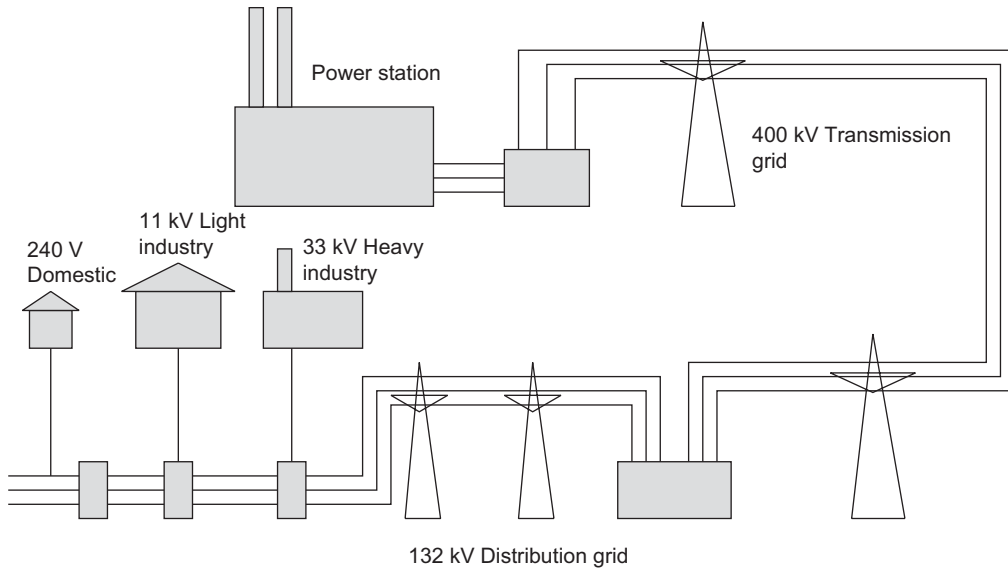 Power station
400 kV Transmission
grid
11 kV Light
industry
33 kV Heavy
industry
240 V
Domestic
132 kV Distribution grid